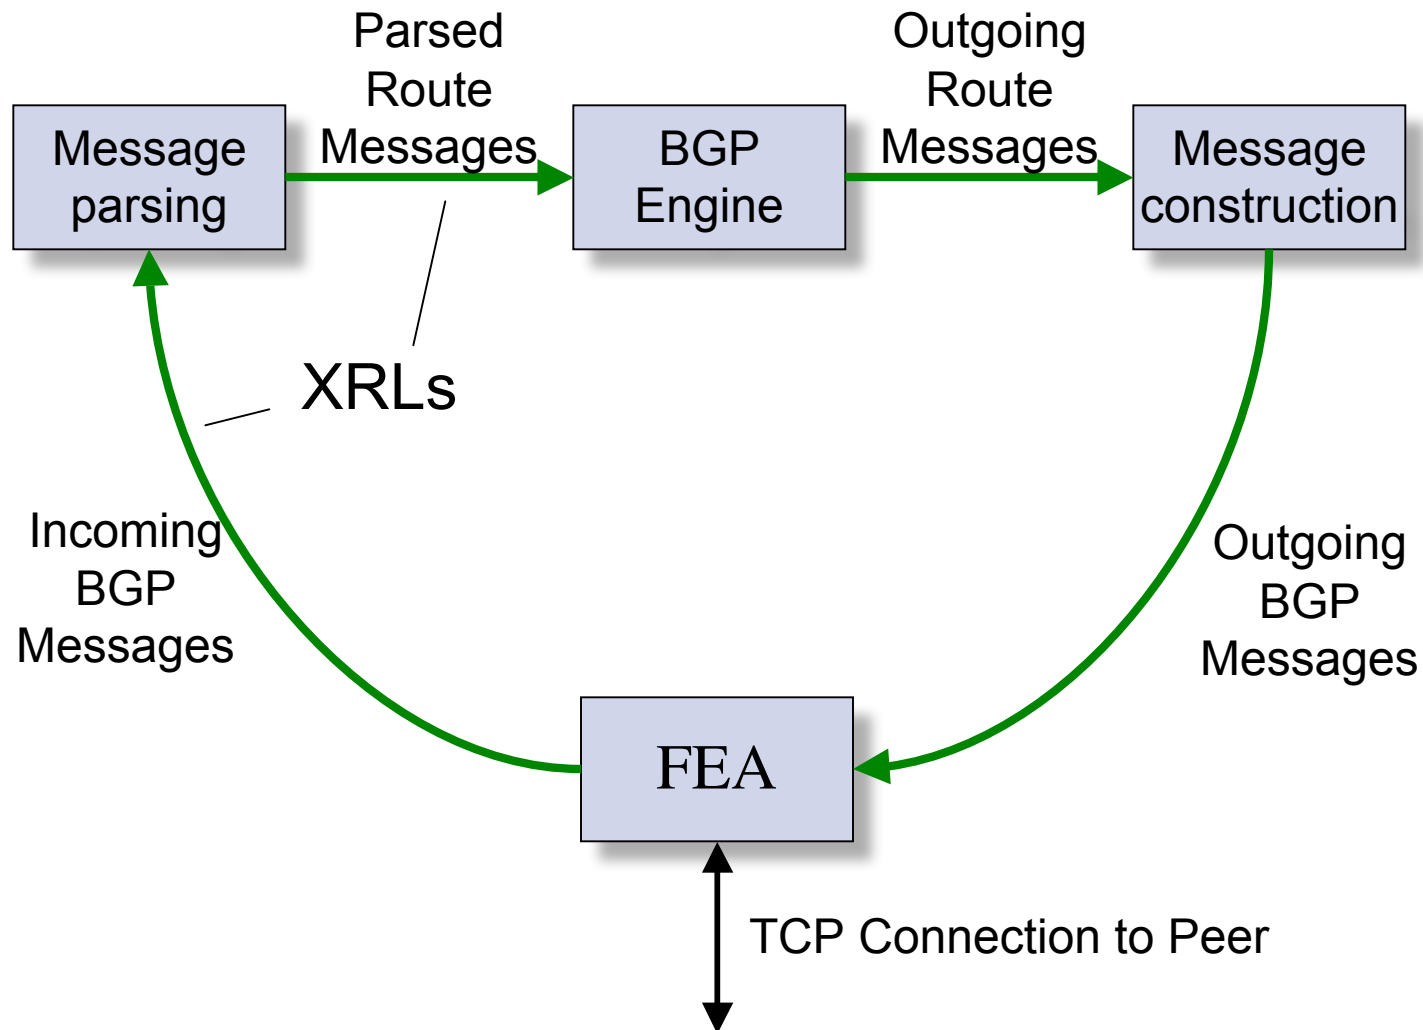 Parsed
Route
Messages
Outgoing
Route
Messages
Message
parsing
BGP
Engine
Message
construction
XRLs
Incoming
BGP
Messages
Outgoing
BGP
Messages
FEA
TCP Connection to Peer